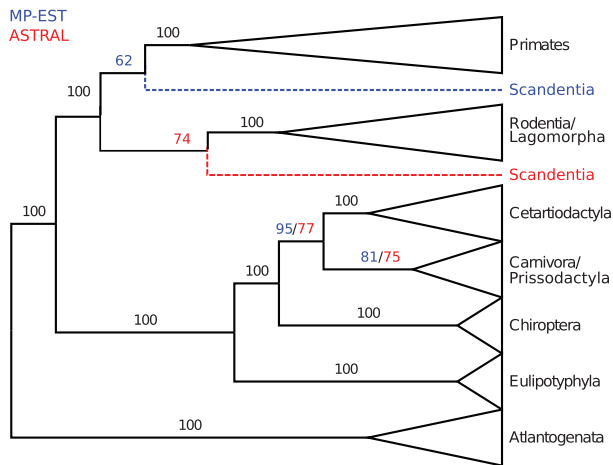 MP-EST
ASTRAL
100
Primates
62
Scandentia
100
100
Rodentia/
Lagomorpha
74
Scandentia
100
100
Cetartiodactyla
95/77
81/75
Carnivora/
Prissodactyla
100
100
Chiroptera
100
100
Eulipotyphyla
100
Atlantogenata